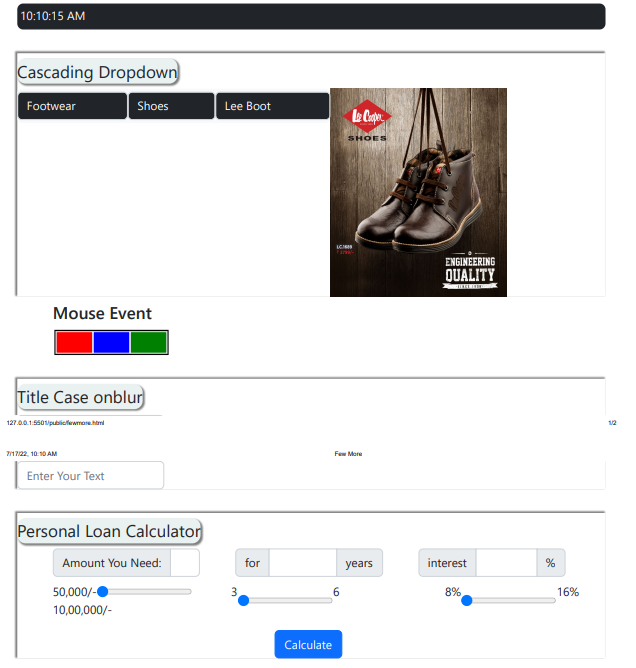 10:10:15 AM
Cascading Dropdown
Footwear Shoes Lee Boot
Lee Cooper
SHOES
ENGINEERING
QUALITY
Mouse Event
Title Case onblur
127.0.0.1:5501/public/fewmore.html 1/2
7/17/22, 10:10 AM Few More
Enter Your Text
Personal Loan Calculator
Amount You Need: for years interest %
50,000/- 3 6 8% 16%
10,00,000/-
Calculate